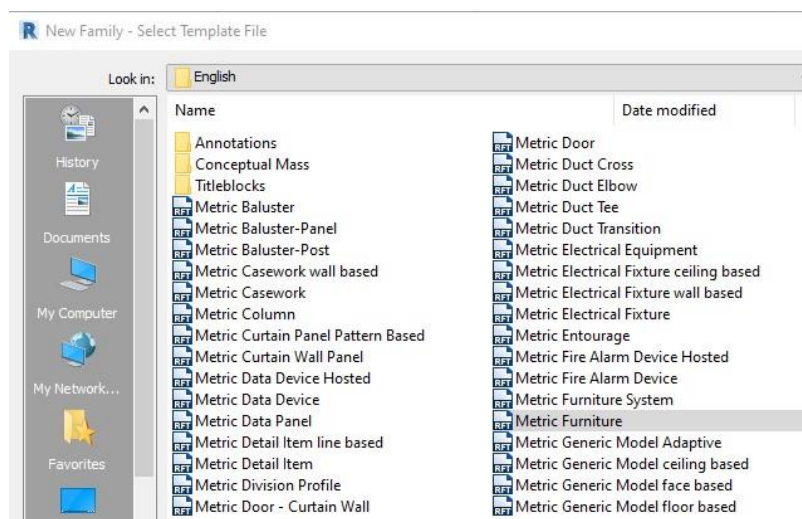 New Family - Select Template File
Look in:
English
Name
Date modified
History
Documents
My Computer
My Network...
Favorites
Annotations
Conceptual Mass
Titleblocks
Metric Baluster
Metric Baluster-Panel
Metric Baluster-Post
Metric Casework wall based
Metric Casework
Metric Column
Metric Curtain Panel Pattern Based
Metric Curtain Wall Panel
Metric Data Device Hosted
Metric Data Device
Metric Data Panel
Metric Detail Item line based
Metric Detail Item
Metric Division Profile
Metric Door - Curtain Wall
Metric Door
Metric Duct Cross
Metric Duct Elbow
Metric Duct Tee
Metric Duct Transition
Metric Electrical Equipment
Metric Electrical Fixture ceiling based
Metric Electrical Fixture wall based
Metric Electrical Fixture
Metric Entourage
Metric Fire Alarm Device Hosted
Metric Fire Alarm Device
Metric Furniture System
Metric Furniture
Metric Generic Model Adaptive
Metric Generic Model ceiling based
Metric Generic Model face based
Metric Generic Model floor based